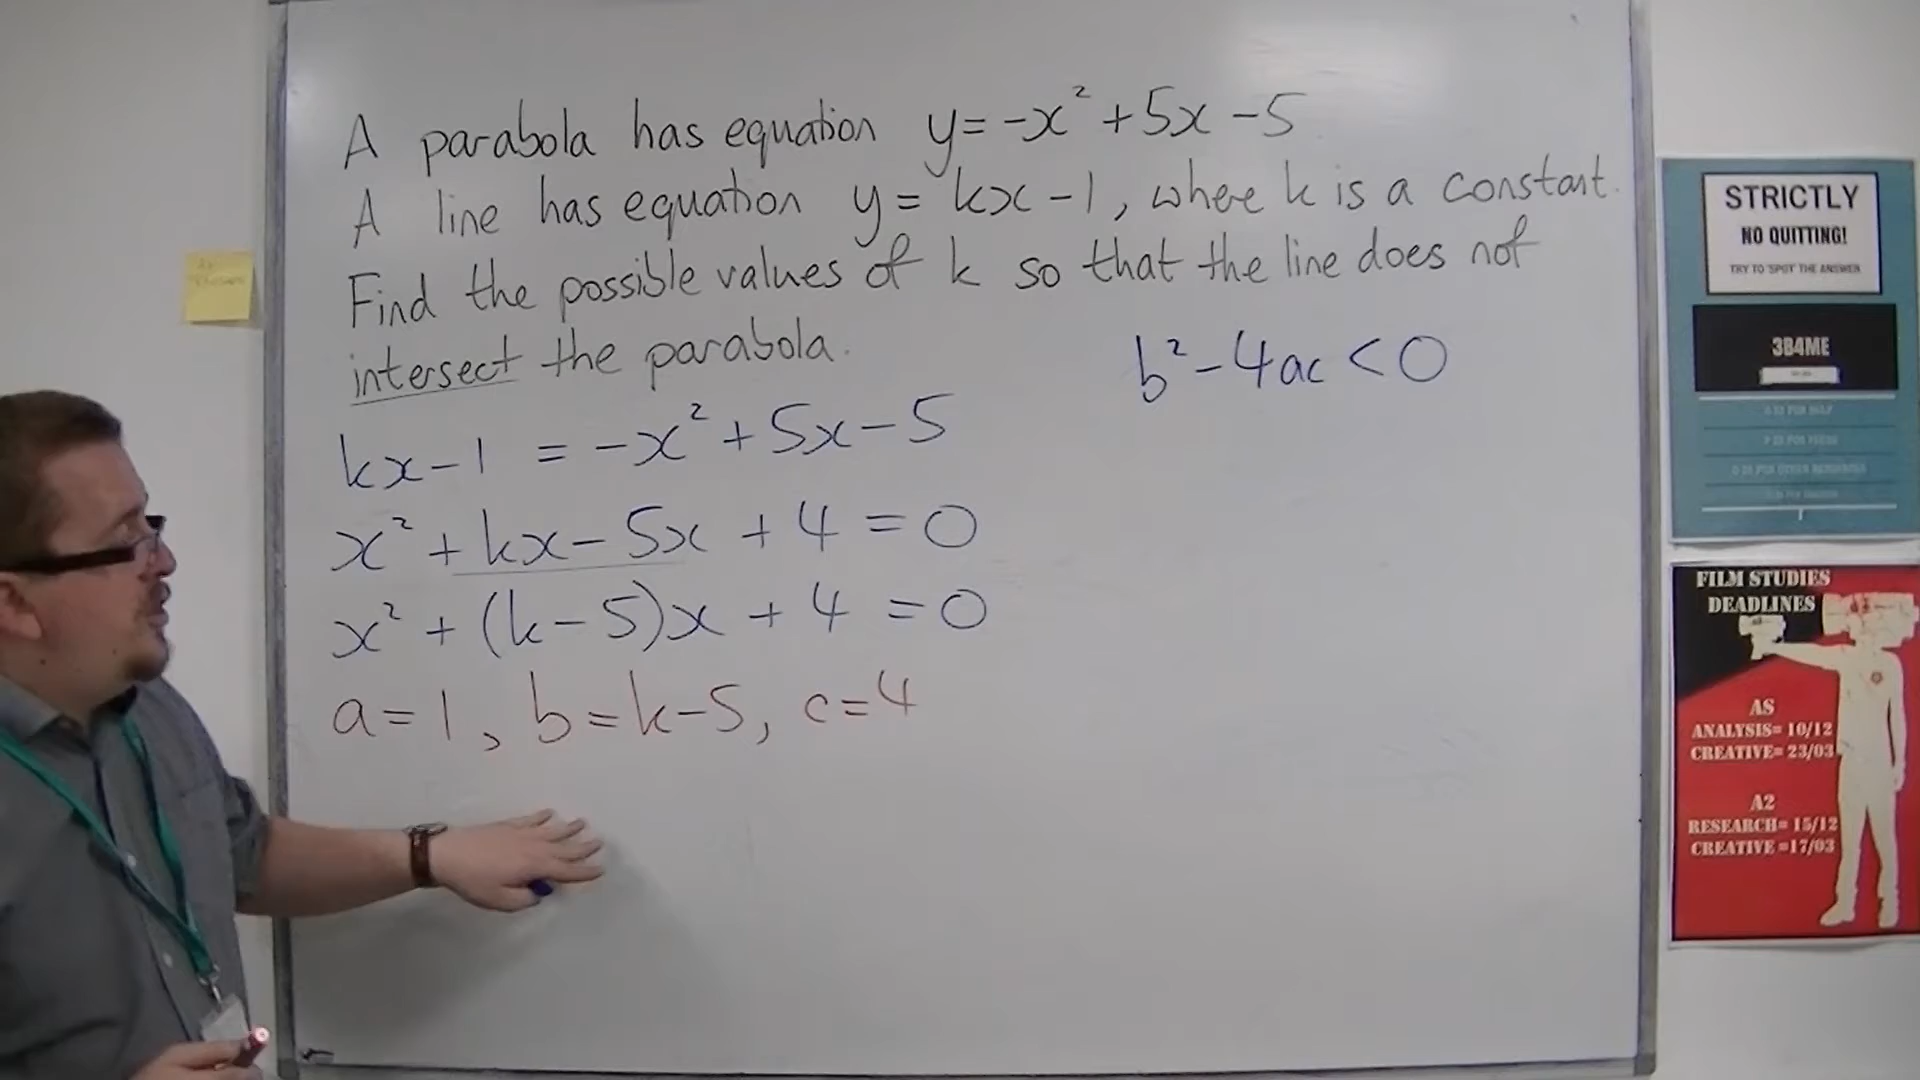 A parabola has equation y=-x²+5x-5
A line has equation y=kx-1, where k is a constant.
Find the possible values of k so that the line does not
intersect the parabola.
b²-4ac<0
kx-1 = -x²+5x-5
x²+kx-5x+4=0
x²+(k-5)x+4=0
a=1, b=k-5, c=4
STRICTLY
NO QUITTING!
TRY TO 'SPOT' THE ANSWER
3B4ME
FILM STUDIES
DEADLINES
AS
ANALYSIS= 10/12
CREATIVE= 23/03
A2
RESEARCH= 15/12
CREATIVE =17/03